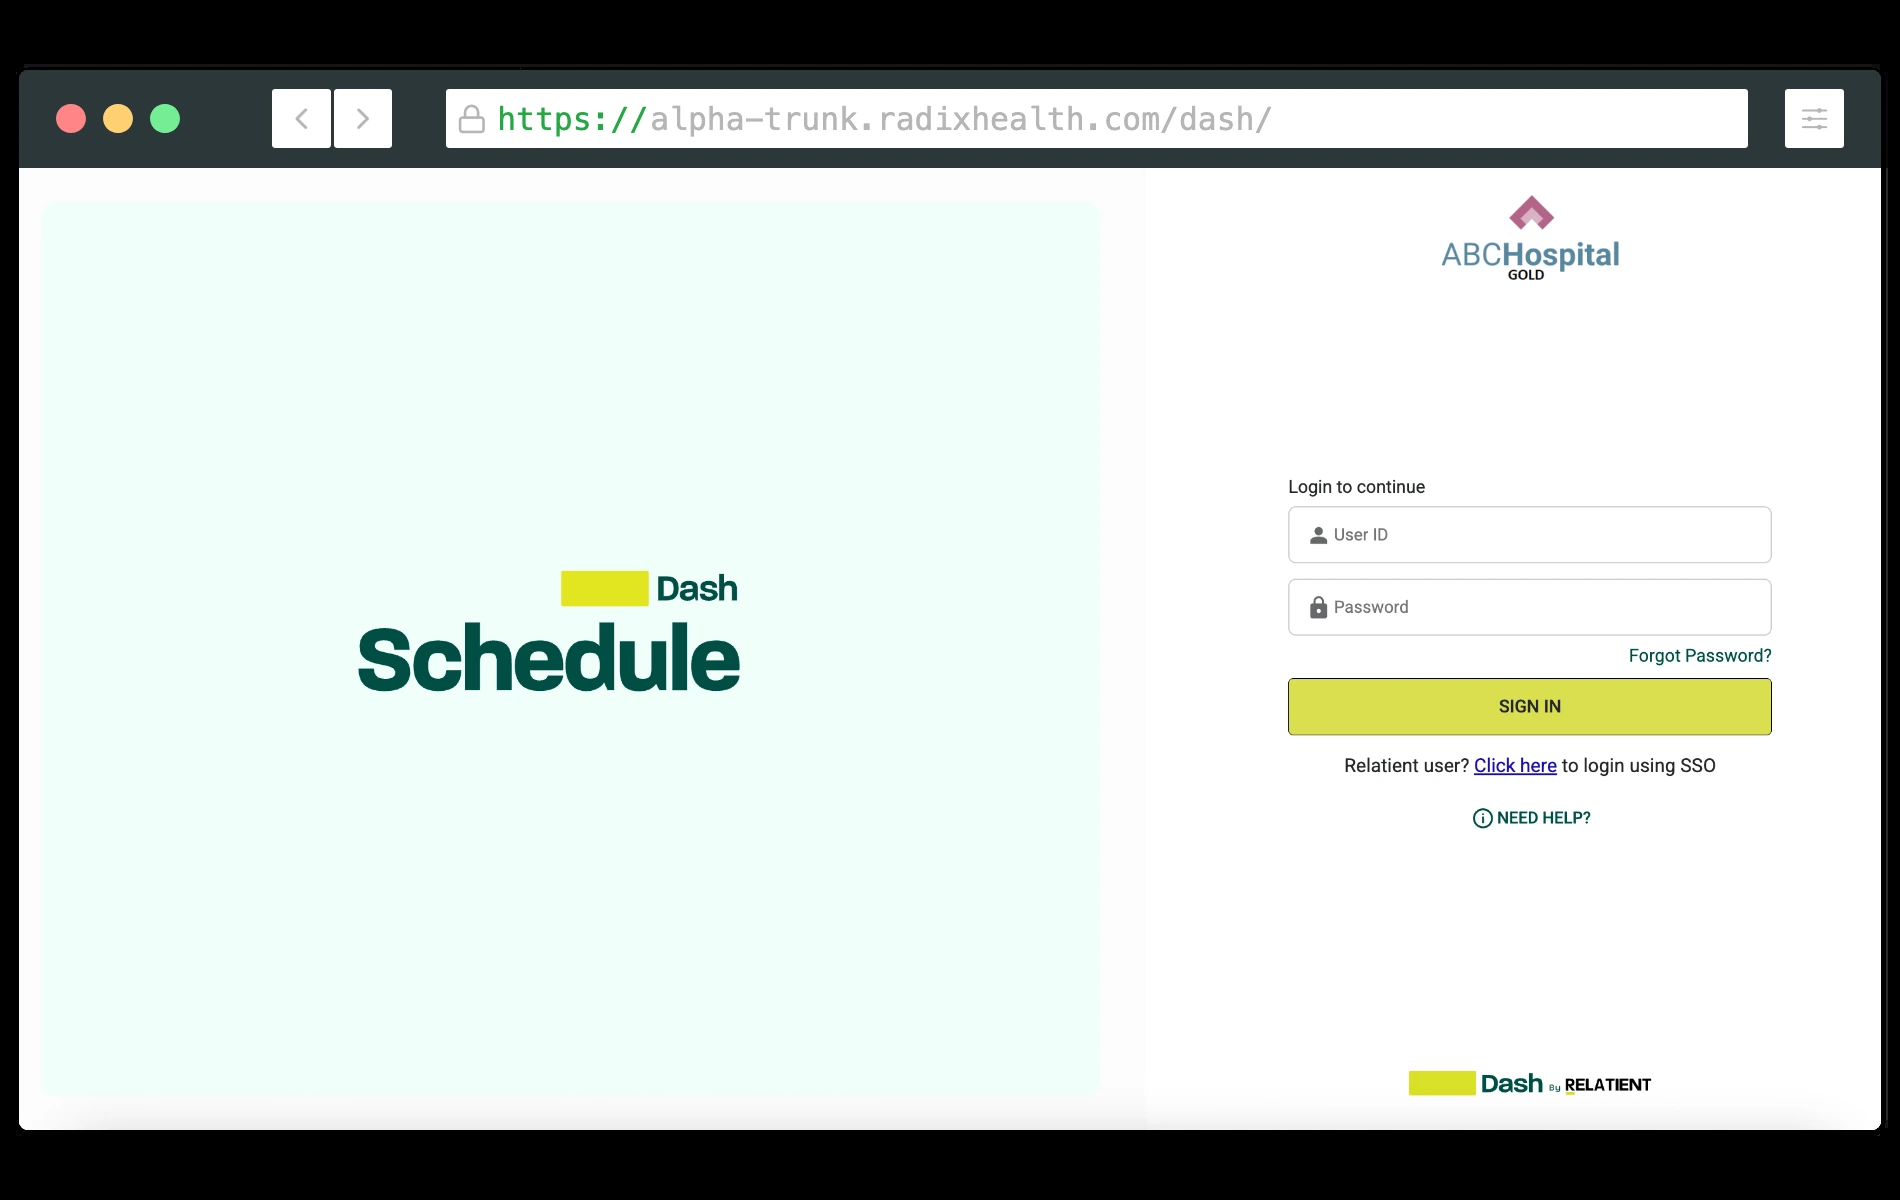 https://alpha-trunk.radixhealth.com/dash/
Dash
Schedule
ABCHospital
GOLD
Login to continue
User ID
Password
Forgot Password?
SIGN IN
Relatient user? Click here to login using SSO
NEED HELP?
Dash By RELATIENT